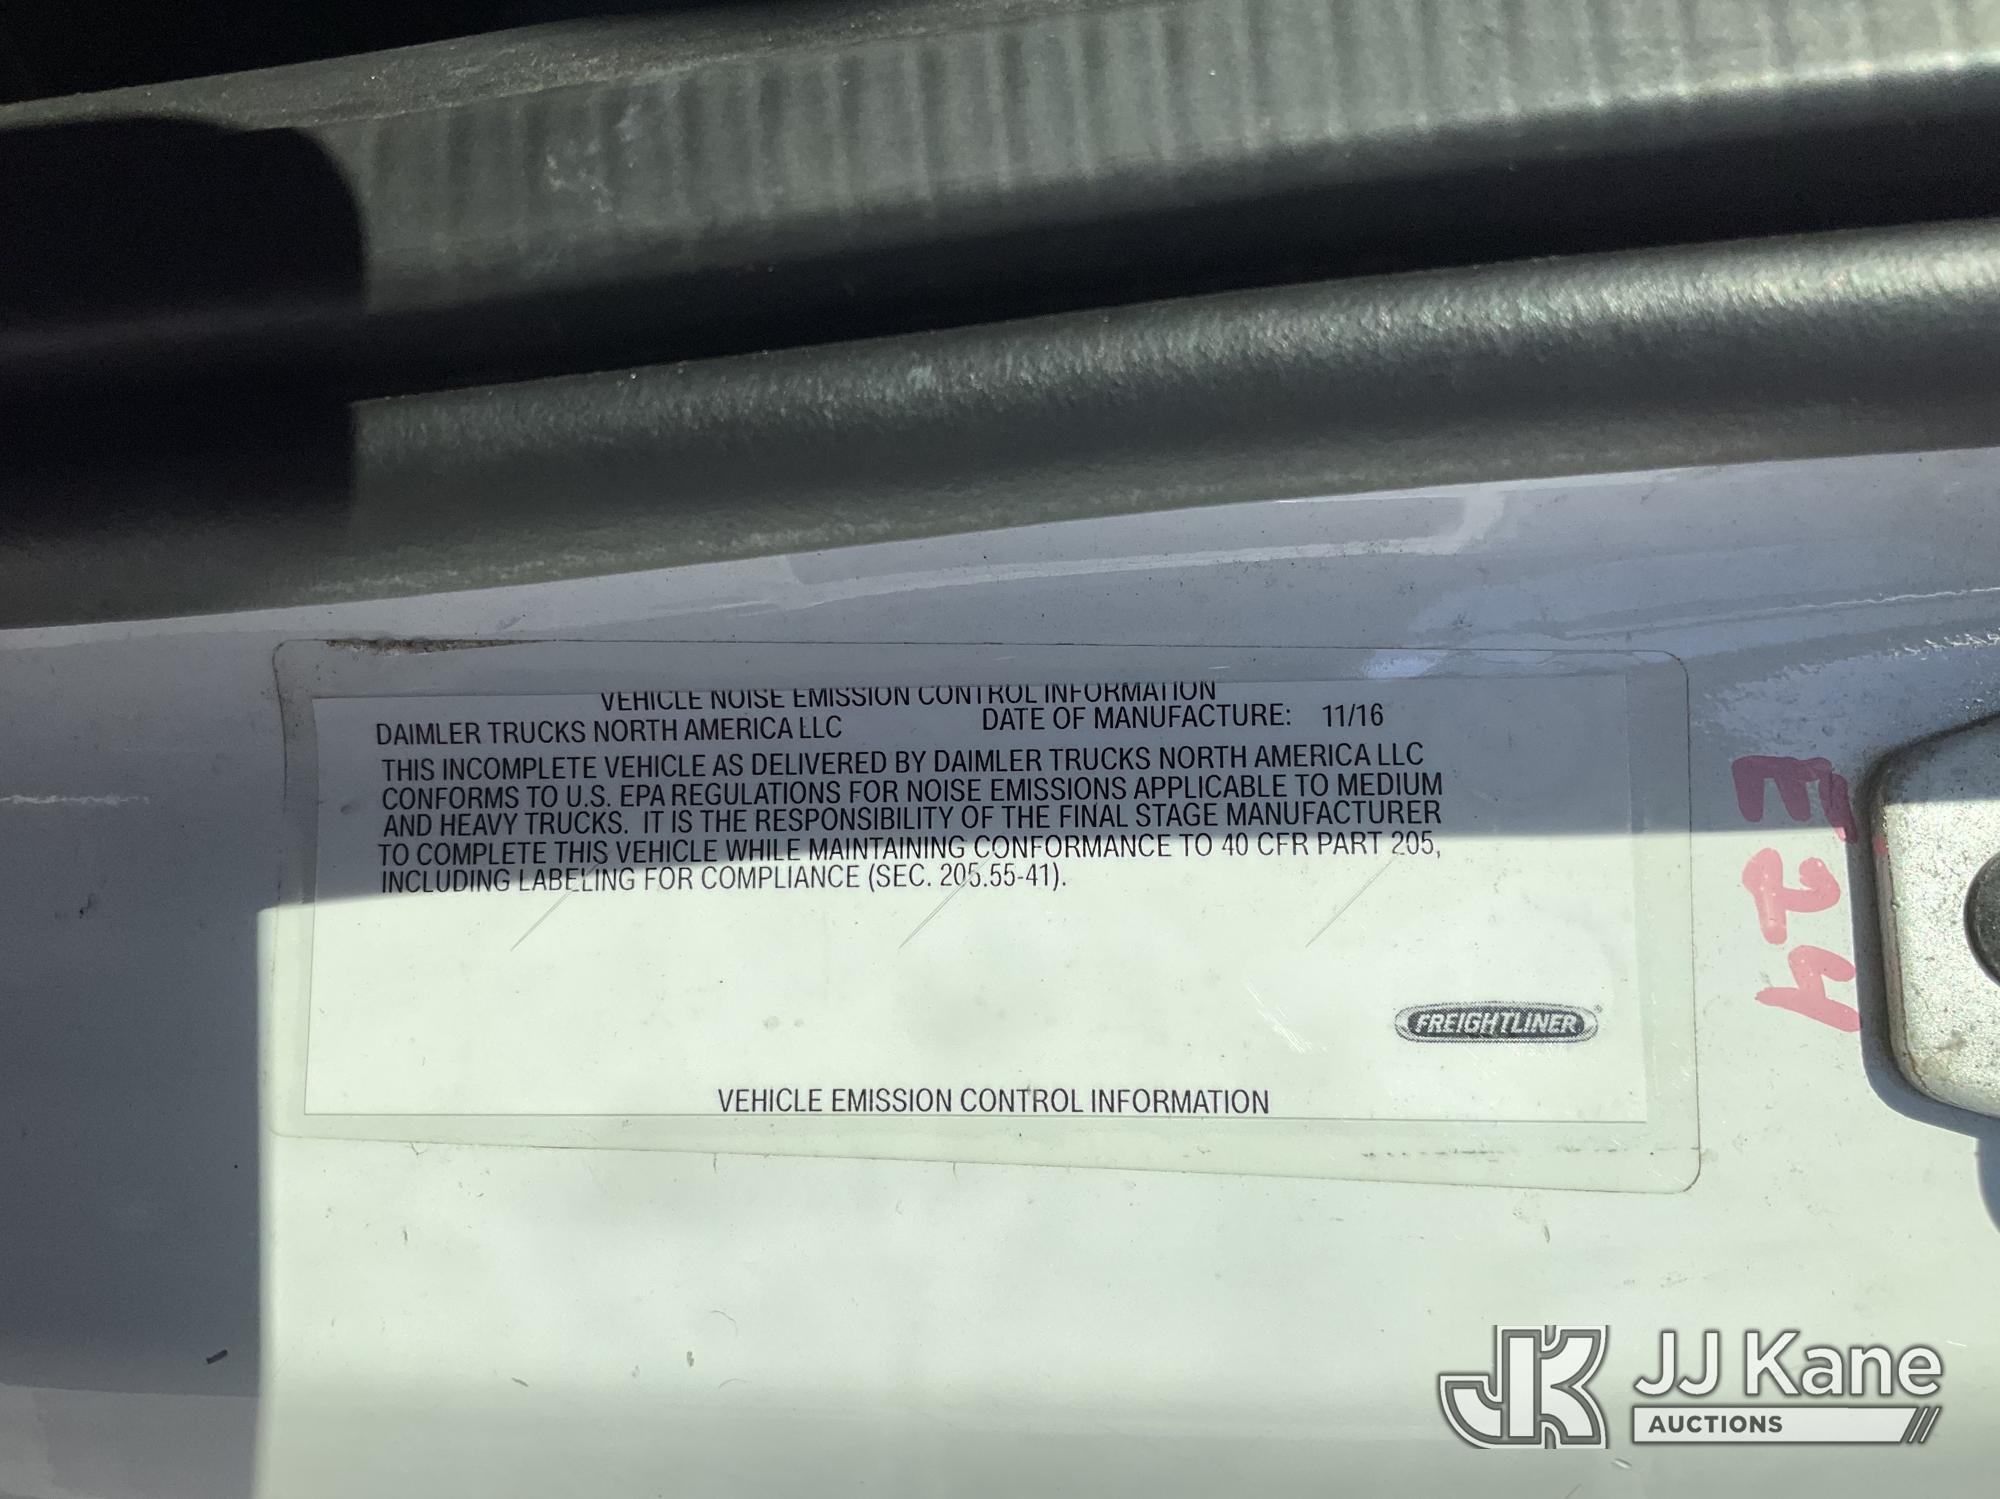 VEHICLE NOISE EMISSION CONTROL INFORMATION
DAIMLER TRUCKS NORTH AMERICA LLC DATE OF MANUFACTURE: 11/16
THIS INCOMPLETE VEHICLE AS DELIVERED BY DAIMLER TRUCKS NORTH AMERICA LLC
CONFORMS TO U.S. EPA REGULATIONS FOR NOISE EMISSIONS APPLICABLE TO MEDIUM
AND HEAVY TRUCKS. IT IS THE RESPONSIBILITY OF THE FINAL STAGE MANUFACTURER
TO COMPLETE THIS VEHICLE WHILE MAINTAINING CONFORMANCE TO 40 CFR PART 205,
INCLUDING LABELING FOR COMPLIANCE (SEC. 205.55-41).
FREIGHTLINER®
VEHICLE EMISSION CONTROL INFORMATION
JK JJ Kane
AUCTIONS